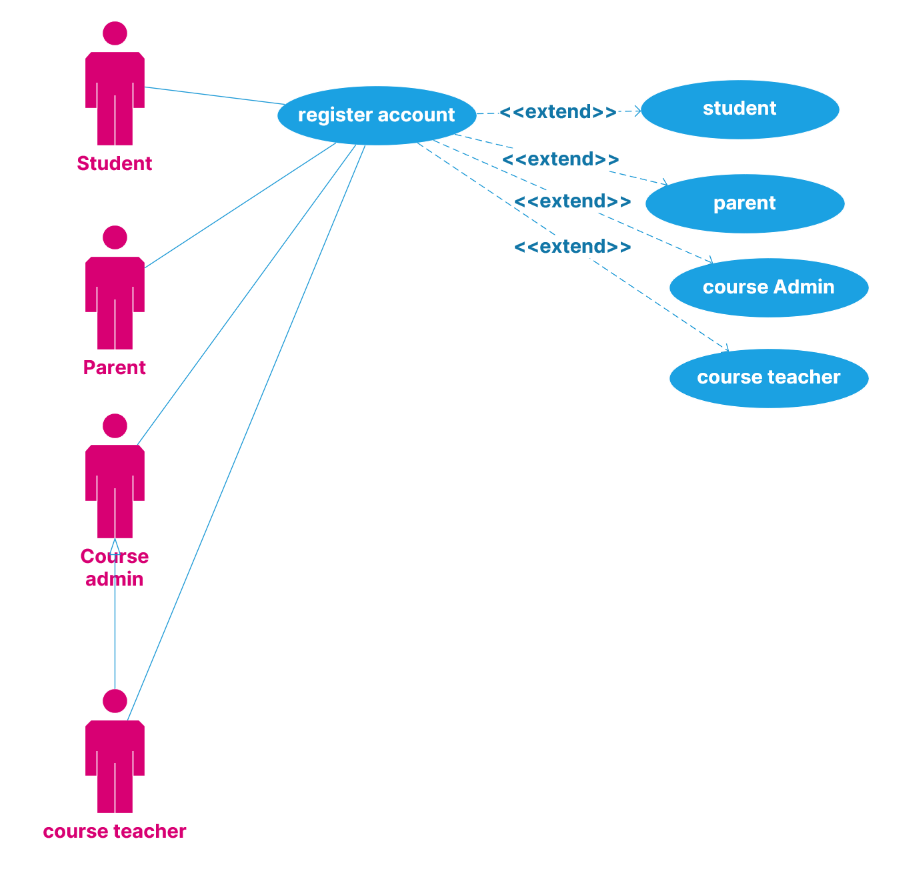 Student
register account
<<extend>>
student
<<extend>>
Parent
parent
<<extend>>
course Admin
<<extend>>
course teacher
Course
admin
course teacher